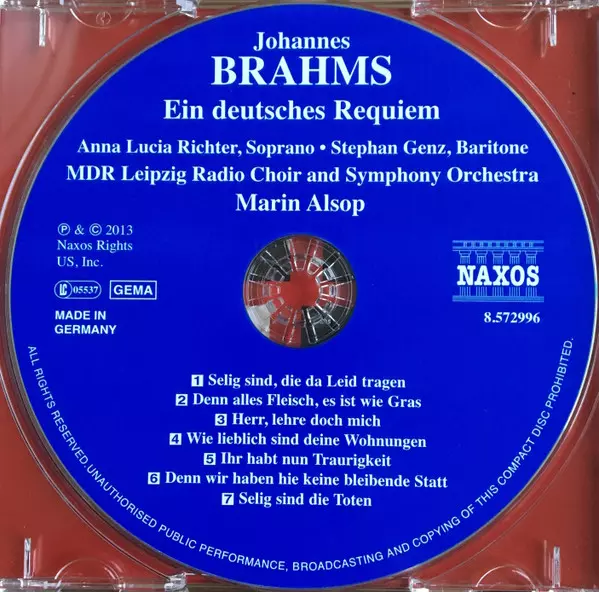 Johannes
BRAHMS
Ein deutsches Requiem
Anna Lucia Richter, Soprano • Stephan Genz, Baritone
MDR Leipzig Radio Choir and Symphony Orchestra
Marin Alsop
℗ & © 2013
Naxos Rights
US, Inc.
LC 05537 GEMA
MADE IN
GERMANY
NAXOS
8.572996
1 Selig sind, die da Leid tragen
2 Denn alles Fleisch, es ist wie Gras
3 Herr, lehre doch mich
4 Wie lieblich sind deine Wohnungen
5 Ihr habt nun Traurigkeit
6 Denn wir haben hie keine bleibende Statt
7 Selig sind die Toten
ALL RIGHTS RESERVED. UNAUTHORISED PUBLIC PERFORMANCE, BROADCASTING AND COPYING OF THIS COMPACT DISC PROHIBITED.